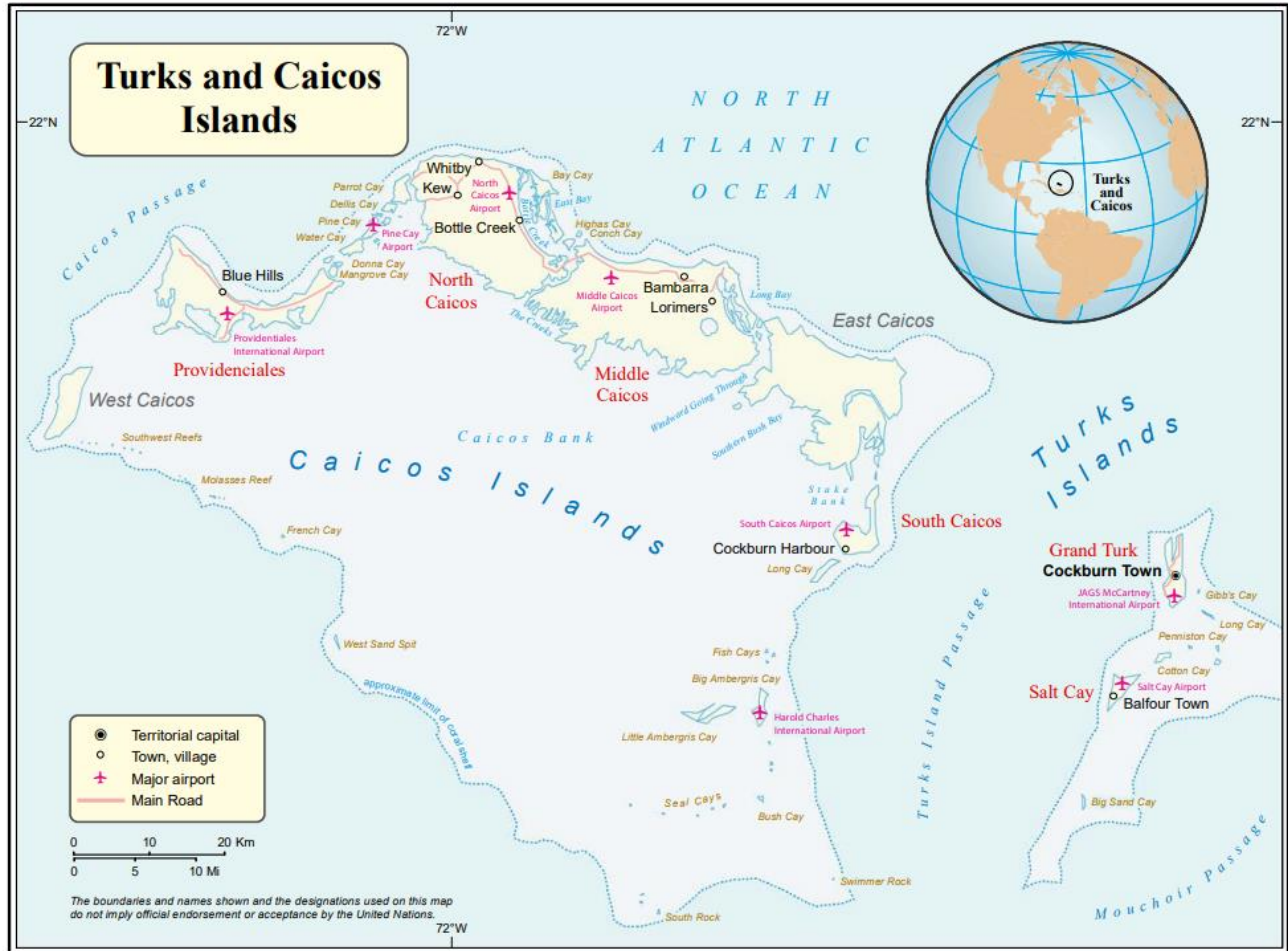 72°W
Turks and Caicos
Islands
22°N
22°N
NORTH
ATLANTIC
OCEAN
Turks
and
Caicos
Caicos Passage
Parrot Cay
Dellis Cay
Pine Cay
Water Cay
Pine Cay
Airport
Donna Cay
Mangrove Cay
Whitby
Kew
North
Caicos
Airport
Bottle Creek
Bottle Creek
Bay Cay
East Bay
Highas Cay
Conch Cay
Blue Hills
Providentiales
International Airport
Providenciales
North
Caicos
The Creeks
Middle Caicos
Airport
Bambarra
Lorimers
Long Bay
Middle
Caicos
East Caicos
West Caicos
Windward Going Through
Southern Bush Bay
Southwest Reefs
Caicos Bank
Caicos Islands
Molasses Reef
French Cay
Stake
Bank
South Caicos Airport
South Caicos
Cockburn Harbour
Long Cay
Turks
Islands
Grand Turk
Cockburn Town
JAGS McCartney
International Airport
Gibb's Cay
Long Cay
Penniston Cay
Cotton Cay
Salt Cay
Salt Cay Airport
Balfour Town
Turks Island Passage
West Sand Spit
approximate limit of coral shelf
Fish Cays
Big Ambergris Cay
Little Ambergris Cay
Harold Charles
International Airport
Seal Cays
Bush Cay
Big Sand Cay
Swimmer Rock
South Rock
Mouchoir Passage
Territorial capital
Town, village
Major airport
Main Road
0 10 20 Km
0 5 10 Mi
The boundaries and names shown and the designations used on this map
do not imply official endorsement or acceptance by the United Nations.
72°W